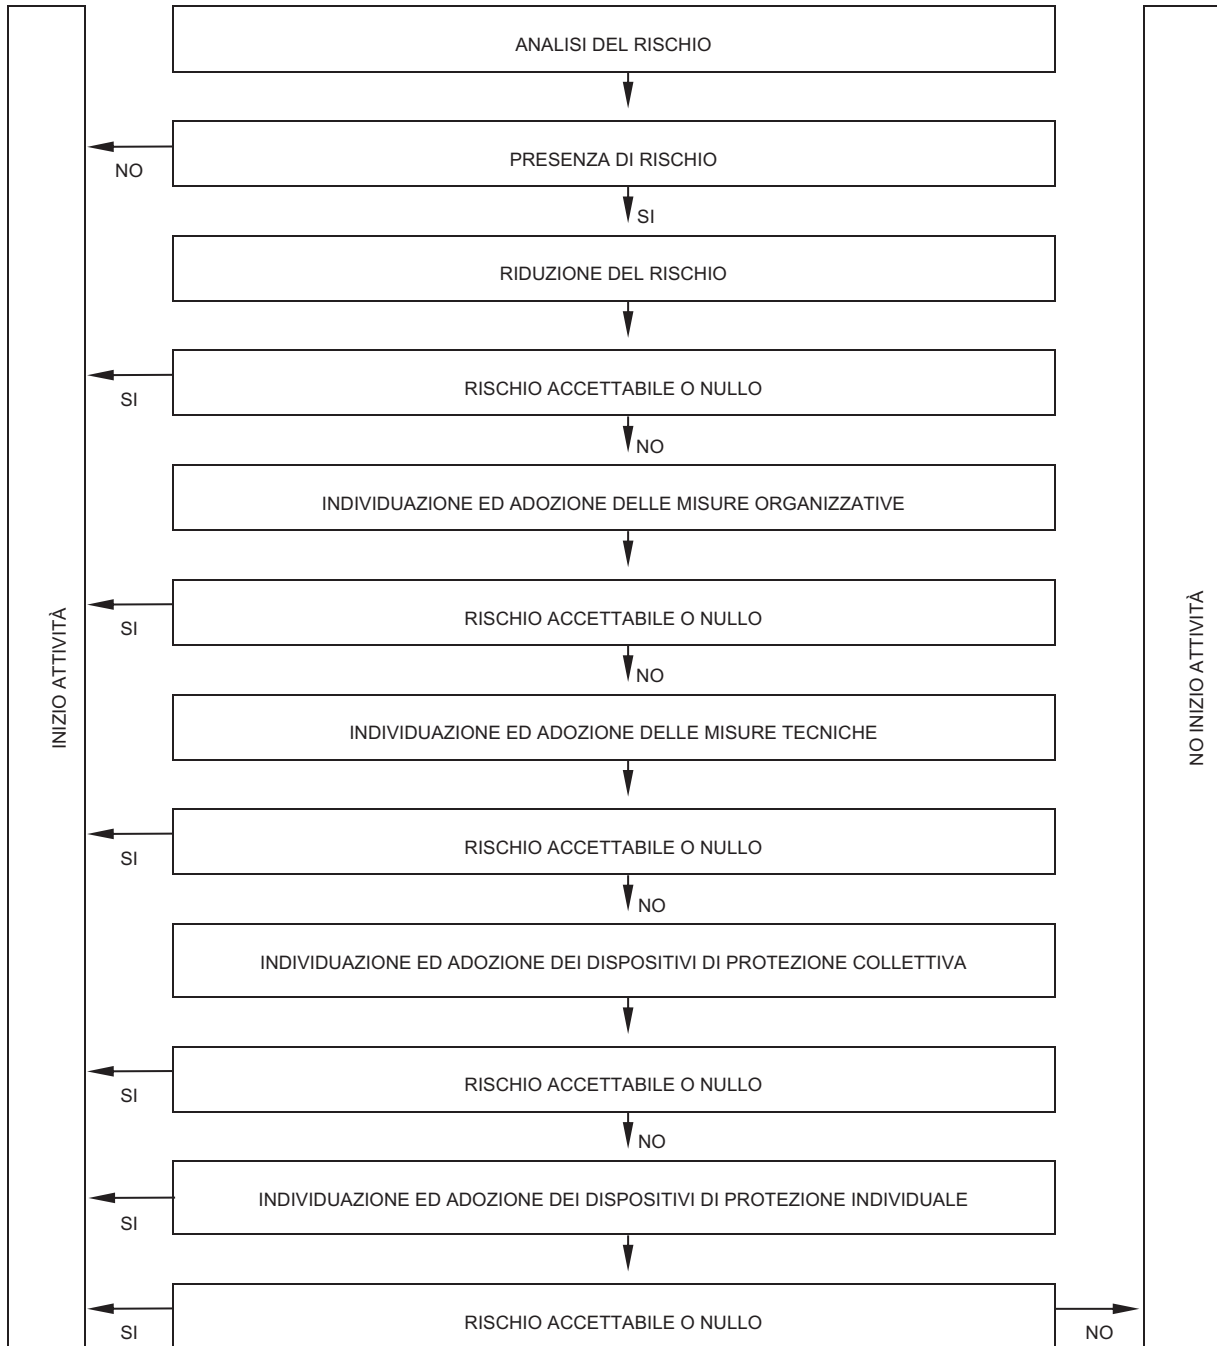 ANALISI DEL RISCHIO
NO
PRESENZA DI RISCHIO
SI
RIDUZIONE DEL RISCHIO
SI
RISCHIO ACCETTABILE O NULLO
NO
INDIVIDUAZIONE ED ADOZIONE DELLE MISURE ORGANIZZATIVE
SI
RISCHIO ACCETTABILE O NULLO
NO
INDIVIDUAZIONE ED ADOZIONE DELLE MISURE TECNICHE
SI
RISCHIO ACCETTABILE O NULLO
NO
INDIVIDUAZIONE ED ADOZIONE DEI DISPOSITIVI DI PROTEZIONE COLLETTIVA
SI
RISCHIO ACCETTABILE O NULLO
NO
INDIVIDUAZIONE ED ADOZIONE DEI DISPOSITIVI DI PROTEZIONE INDIVIDUALE
SI
RISCHIO ACCETTABILE O NULLO
SI
NO
INIZIO ATTIVITÀ
NO INIZIO ATTIVITÀ